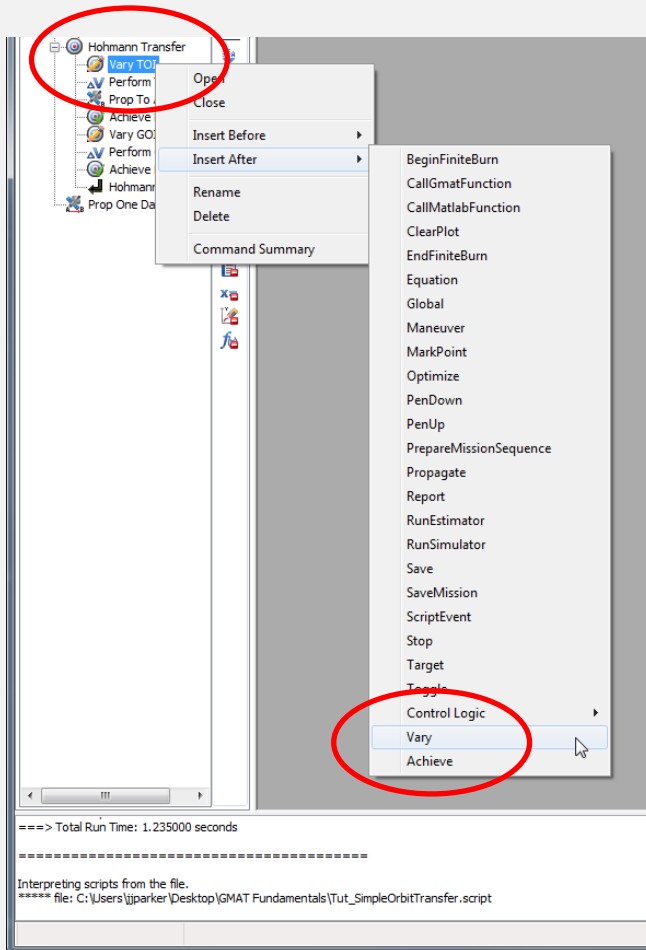 Hohmann Transfer
Vary TOI
Perform
Prop To
Achieve
Vary GOI
Perform
Achieve
Hohmann
Prop One Da
Open
Close
Insert Before
Insert After
Rename
Delete
Command Summary
BeginFiniteBurn
CallGmatFunction
CallMatlabFunction
ClearPlot
EndFiniteBurn
Equation
Global
Maneuver
MarkPoint
Optimize
PenDown
PenUp
PrepareMissionSequence
Propagate
Report
RunEstimator
RunSimulator
Save
SaveMission
ScriptEvent
Stop
Target
Toggle
Control Logic
Vary
Achieve
===> Total Run Time: 1.235000 seconds
========================================
Interpreting scripts from the file.
***** file: C:\Users\jjparker\Desktop\GMAT Fundamentals\Tut_SimpleOrbitTransfer.script